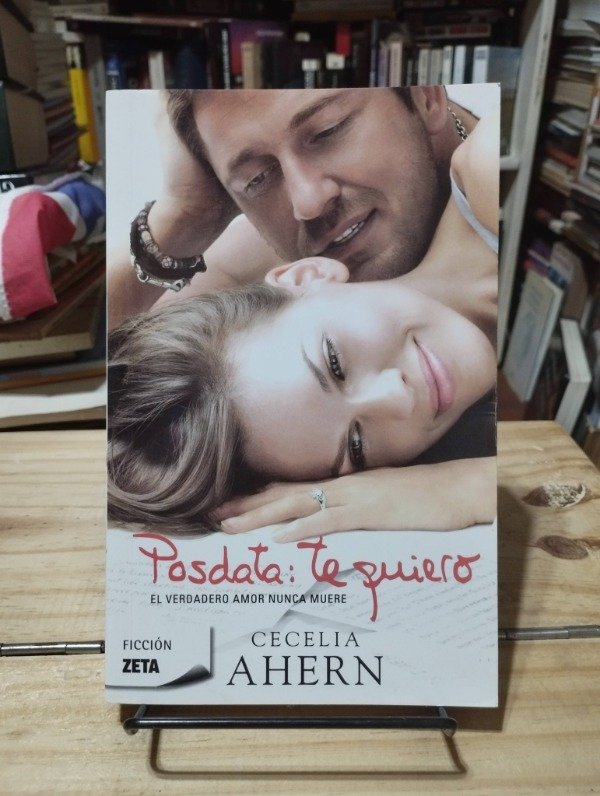 Posdata: te quiero
EL VERDADERO AMOR NUNCA MUERE
FICCIÓN
ZETA
CECELIA
AHERN